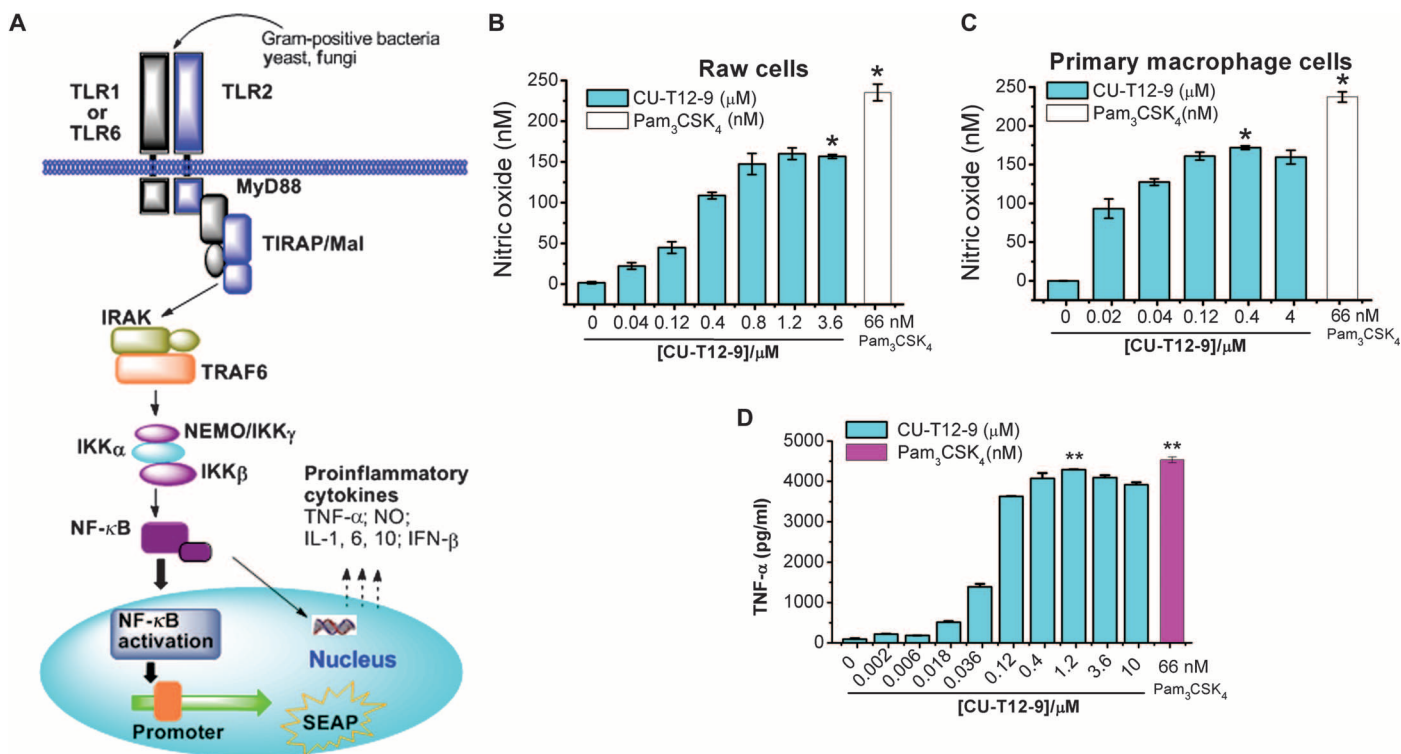 A
Gram-positive bacteria
yeast, fungi
TLR1
or
TLR6
TLR2
MyD88
TIRAP/Mal
IRAK
TRAF6
NEMO/IKKγ
IKKα
IKKβ
Proinflammatory
cytokines
TNF-α; NO;
IL-1, 6, 10; IFN-β
NF-κB
NF-κB
activation
Nucleus
SEAP
Promoter
B
Raw cells
250
200
150
100
50
0
Nitric oxide (nM)
CU-T12-9 (μM)
Pam₃CSK₄ (nM)
*
*
0 0.04 0.12 0.4 0.8 1.2 3.6 66 nM
Pam₃CSK₄
[CU-T12-9]/μM
C
Primary macrophage cells
250
200
150
100
50
0
Nitric oxide (nM)
CU-T12-9 (μM)
Pam₃CSK₄(nM)
*
*
0 0.02 0.04 0.12 0.4 4 66 nM
Pam₃CSK₄
[CU-T12-9]/μM
D
5000
4000
3000
2000
1000
0
TNF-α (pg/ml)
CU-T12-9 (μM)
Pam₃CSK₄(nM)
**
**
0 0.002 0.006 0.018 0.036 0.12 0.4 1.2 3.6 10 66 nM
Pam₃CSK₄
[CU-T12-9]/μM